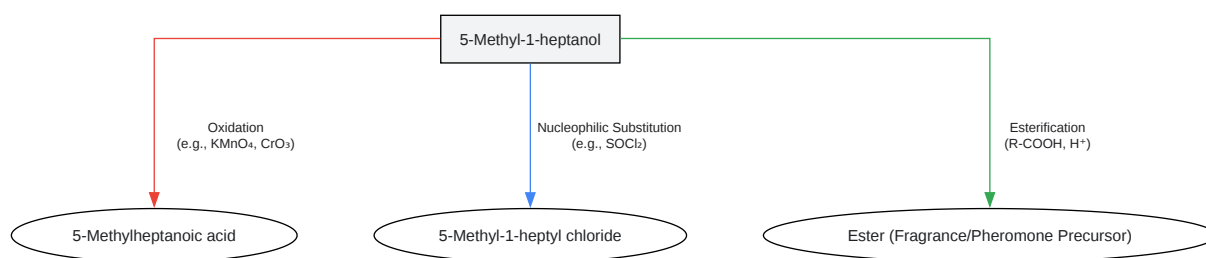 5-Methyl-1-heptanol
Oxidation
(e.g., KMnO₄, CrO₃)
Nucleophilic Substitution
(e.g., SOCl₂)
Esterification
(R-COOH, H⁺)
5-Methylheptanoic acid
5-Methyl-1-heptyl chloride
Ester (Fragrance/Pheromone Precursor)